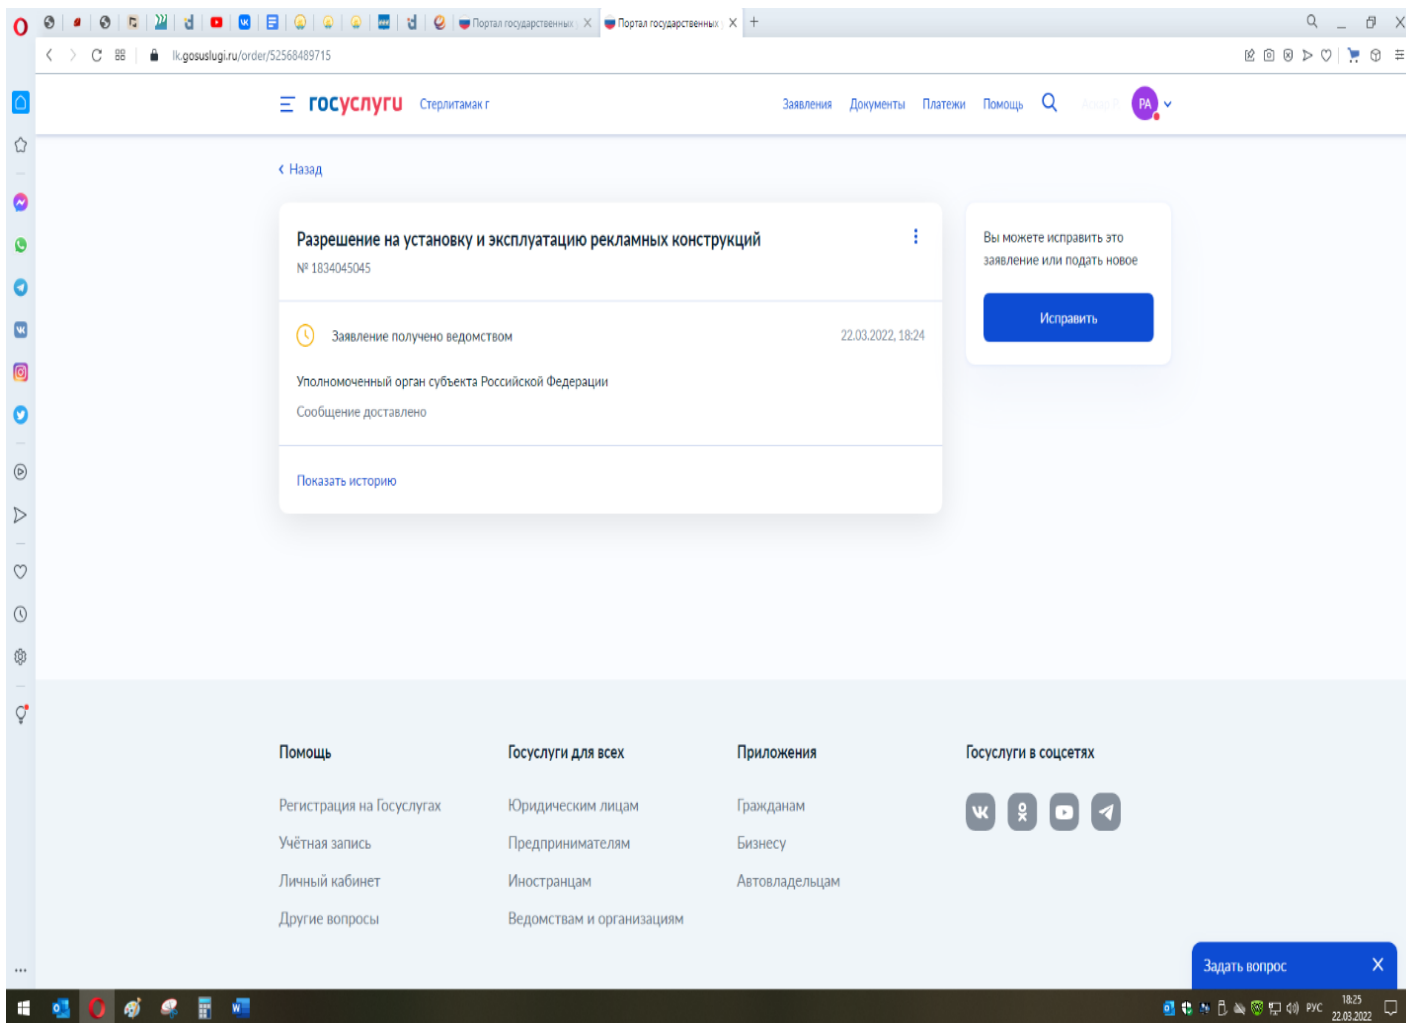 Портал государственных
Портал государственных
lk.gosuslugi.ru/order/52568489715
госуслуги
Стерлитамак г
Заявления
Документы
Платежи
Помощь
РА
Назад
Разрешение на установку и эксплуатацию рекламных конструкций
№ 1834045045
Заявление получено ведомством
22.03.2022, 18:24
Уполномоченный орган субъекта Российской Федерации
Сообщение доставлено
Показать историю
Вы можете исправить это
заявление или подать новое
Исправить
Помощь
Регистрация на Госуслугах
Учётная запись
Личный кабинет
Другие вопросы
Госуслуги для всех
Юридическим лицам
Предпринимателям
Иностранцам
Ведомствам и организациям
Приложения
Гражданам
Бизнесу
Автовладельцам
Госуслуги в соцсетях
Задать вопрос
РУС
18:25
22.03.2022